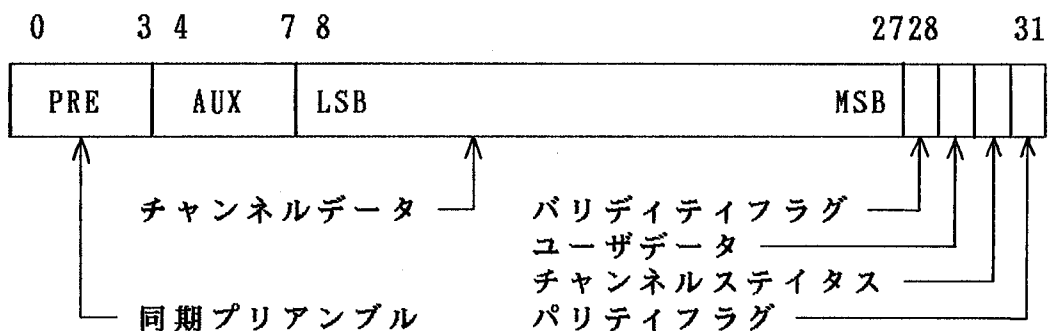 0 3 4 7 8 27 28 31
PRE AUX LSB MSB
チャンネルデータ バリディティフラグ
ユーザデータ
チャンネルステイタス
同期プリアンブル パリティフラグ